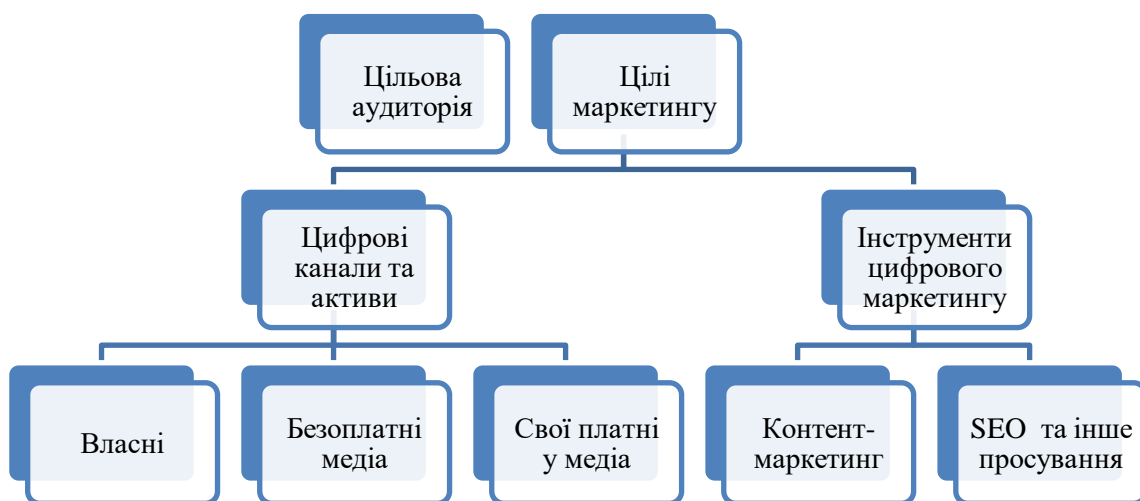 Цільова
аудиторія
Цілі
маркетингу
Цифрові
канали та
активи
Інструменти
цифрового
маркетингу
Власні
Безоплатні
медіа
Свої платні
у медіа
Контент-
маркетинг
SEO та інше
просування